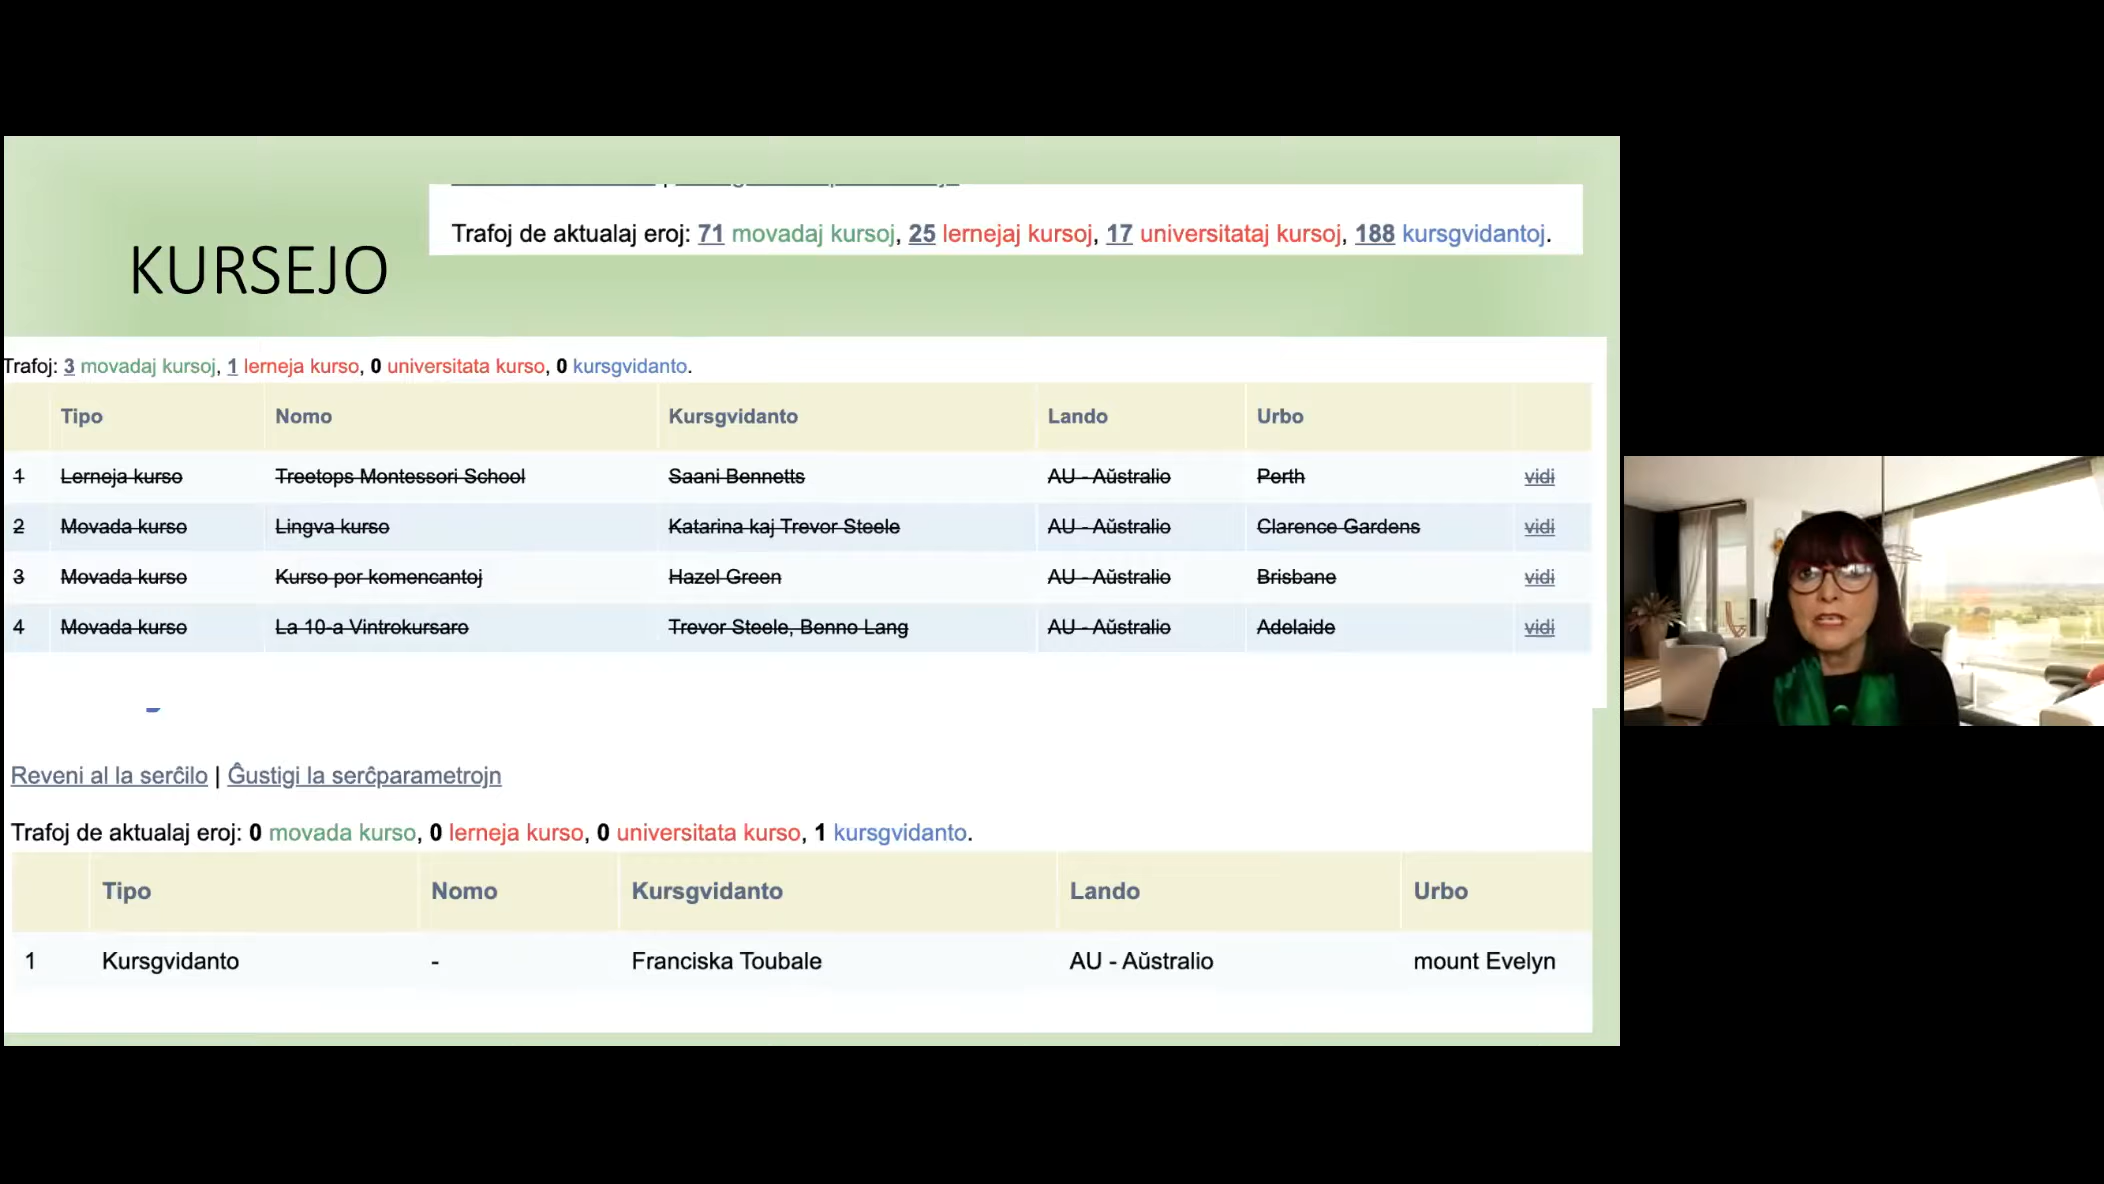 Trafoj de aktualaj eroj: 71 movadaj kursoj, 25 lernejaj kursoj, 17 universitataj kursoj, 188 kursgvidantoj.
KURSEJO
Trafoj: 3 movadaj kursoj, 1 lerneja kurso, 0 universitata kurso, 0 kursgvidanto.
Tipo Nomo Kursgvidanto Lando Urbo
1 Lerneja kurso Treetops Montessori School Saani Bennetts AU - Aŭstralio Perth vidi
2 Movada kurso Lingva kurso Katarina kaj Trevor Steele AU - Aŭstralio Clarence Gardens vidi
3 Movada kurso Kurso por komencantoj Hazel Green AU - Aŭstralio Brisbane vidi
4 Movada kurso La 10-a Vintrokursaro Trevor Steele, Benno Lang AU - Aŭstralio Adelaide vidi
Reveni al la serĉilo | Ĝustigi la serĉparametrojn
Trafoj de aktualaj eroj: 0 movada kurso, 0 lerneja kurso, 0 universitata kurso, 1 kursgvidanto.
Tipo Nomo Kursgvidanto Lando Urbo
1 Kursgvidanto - Franciska Toubale AU - Aŭstralio mount Evelyn